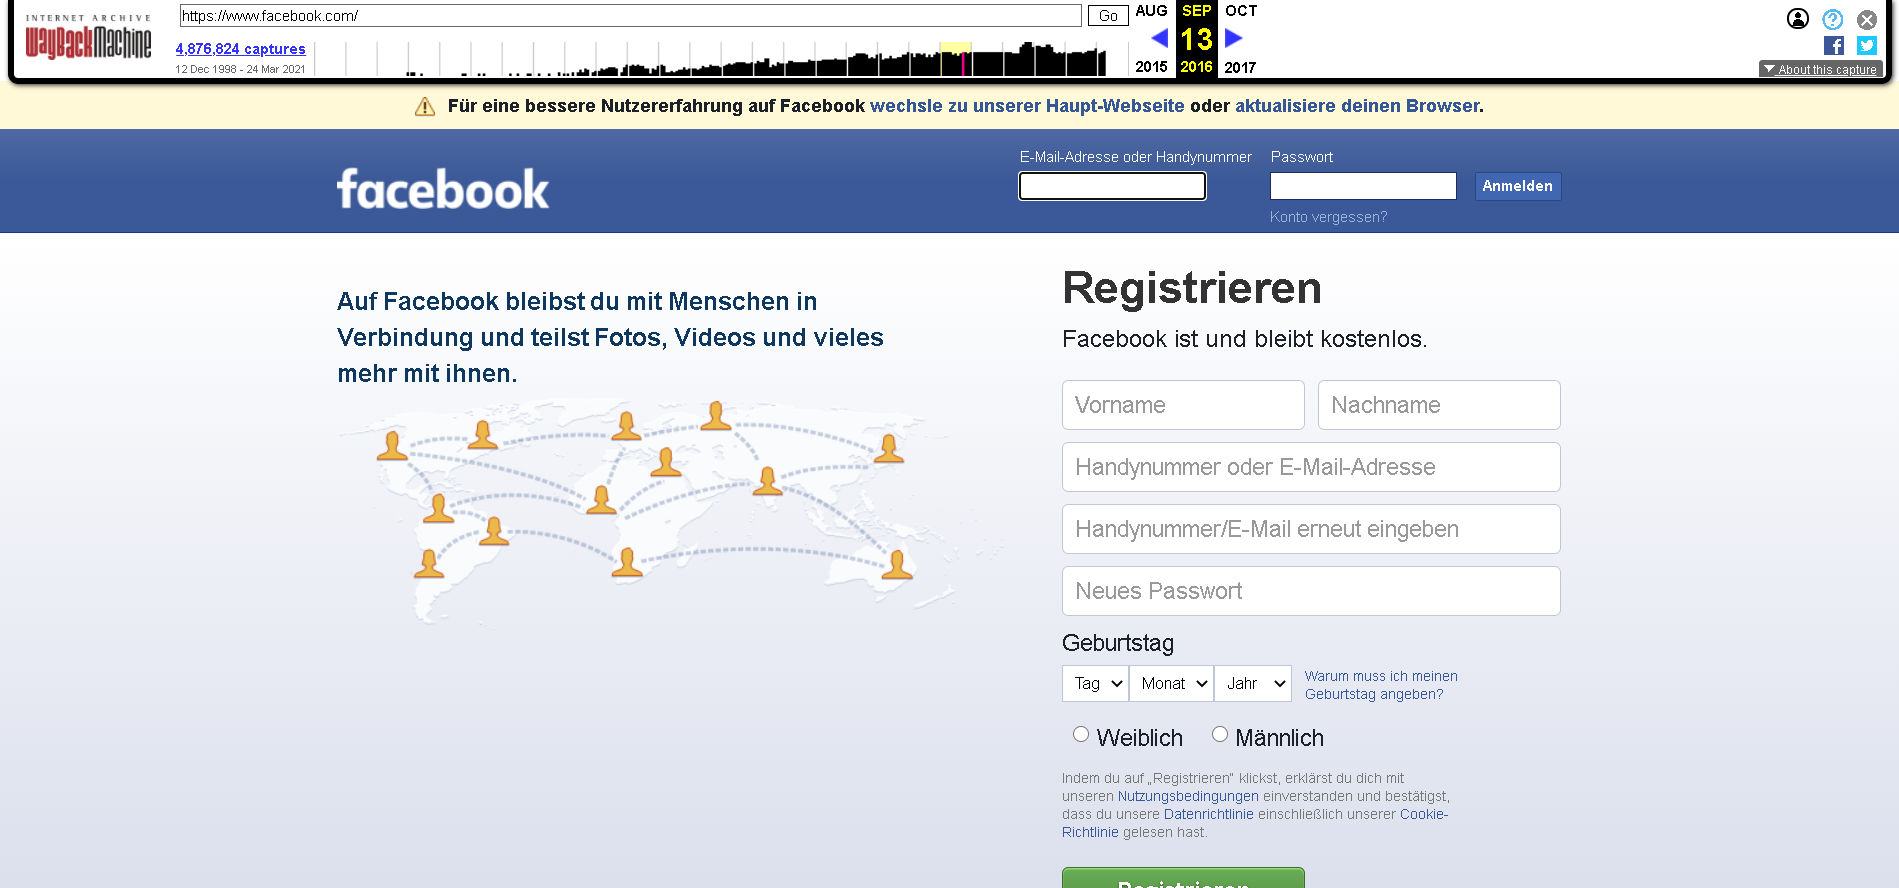 INTERNET ARCHIVE
WayBackMachine
https://www.facebook.com/
Go
AUG SEP OCT
13
2015 2016 2017
4,876,824 captures
12 Dec 1998 - 24 Mar 2021
About this capture
Für eine bessere Nutzererfahrung auf Facebook wechsle zu unserer Haupt-Webseite oder aktualisiere deinen Browser.
facebook
E-Mail-Adresse oder Handynummer
Passwort
Anmelden
Konto vergessen?
Auf Facebook bleibst du mit Menschen in
Verbindung und teilst Fotos, Videos und vieles
mehr mit ihnen.
Registrieren
Facebook ist und bleibt kostenlos.
Vorname
Nachname
Handynummer oder E-Mail-Adresse
Handynummer/E-Mail erneut eingeben
Neues Passwort
Geburtstag
Tag Monat Jahr
Warum muss ich meinen
Geburtstag angeben?
Weiblich Männlich
Indem du auf „Registrieren“ klickst, erklärst du dich mit
unseren Nutzungsbedingungen einverstanden und bestätigst,
dass du unsere Datenrichtlinie einschließlich unserer Cookie-
Richtlinie gelesen hast.
Registrieren